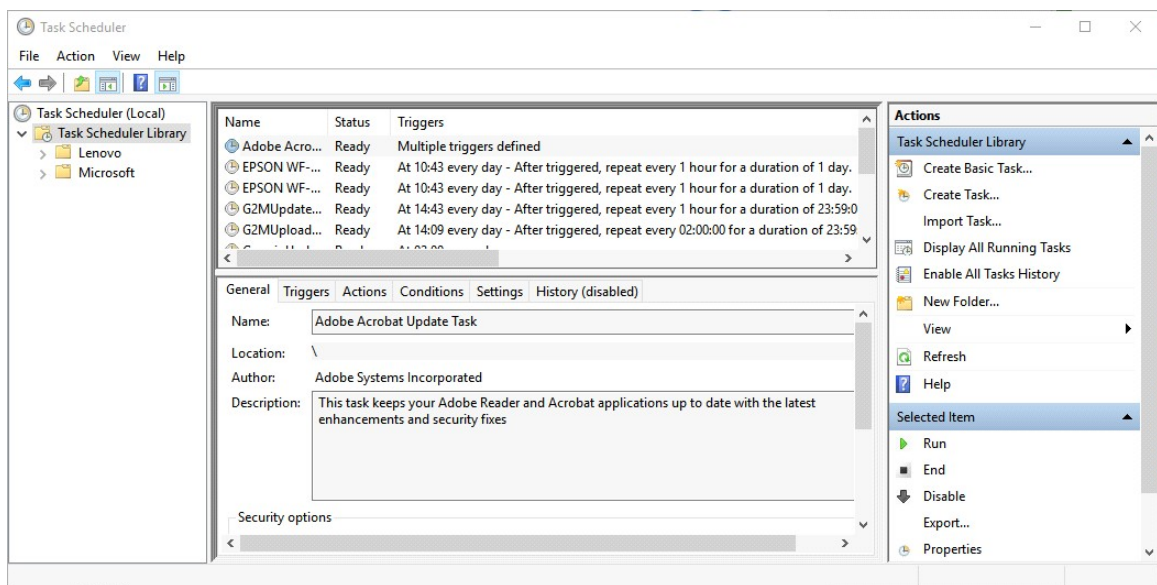 Task Scheduler
File Action View Help
Task Scheduler (Local)
Task Scheduler Library
Lenovo
Microsoft
Name Status Triggers
Adobe Acro... Ready Multiple triggers defined
EPSON WF-... Ready At 10:43 every day - After triggered, repeat every 1 hour for a duration of 1 day.
EPSON WF-... Ready At 10:43 every day - After triggered, repeat every 1 hour for a duration of 1 day.
G2MUpdate... Ready At 14:43 every day - After triggered, repeat every 1 hour for a duration of 23:59:0
G2MUpload... Ready At 14:09 every day - After triggered, repeat every 02:00:00 for a duration of 23:59
General Triggers Actions Conditions Settings History (disabled)
Name: Adobe Acrobat Update Task
Location: \
Author: Adobe Systems Incorporated
Description: This task keeps your Adobe Reader and Acrobat applications up to date with the latest
enhancements and security fixes
Security options
Actions
Task Scheduler Library
Create Basic Task...
Create Task...
Import Task...
Display All Running Tasks
Enable All Tasks History
New Folder...
View
Refresh
Help
Selected Item
Run
End
Disable
Export...
Properties